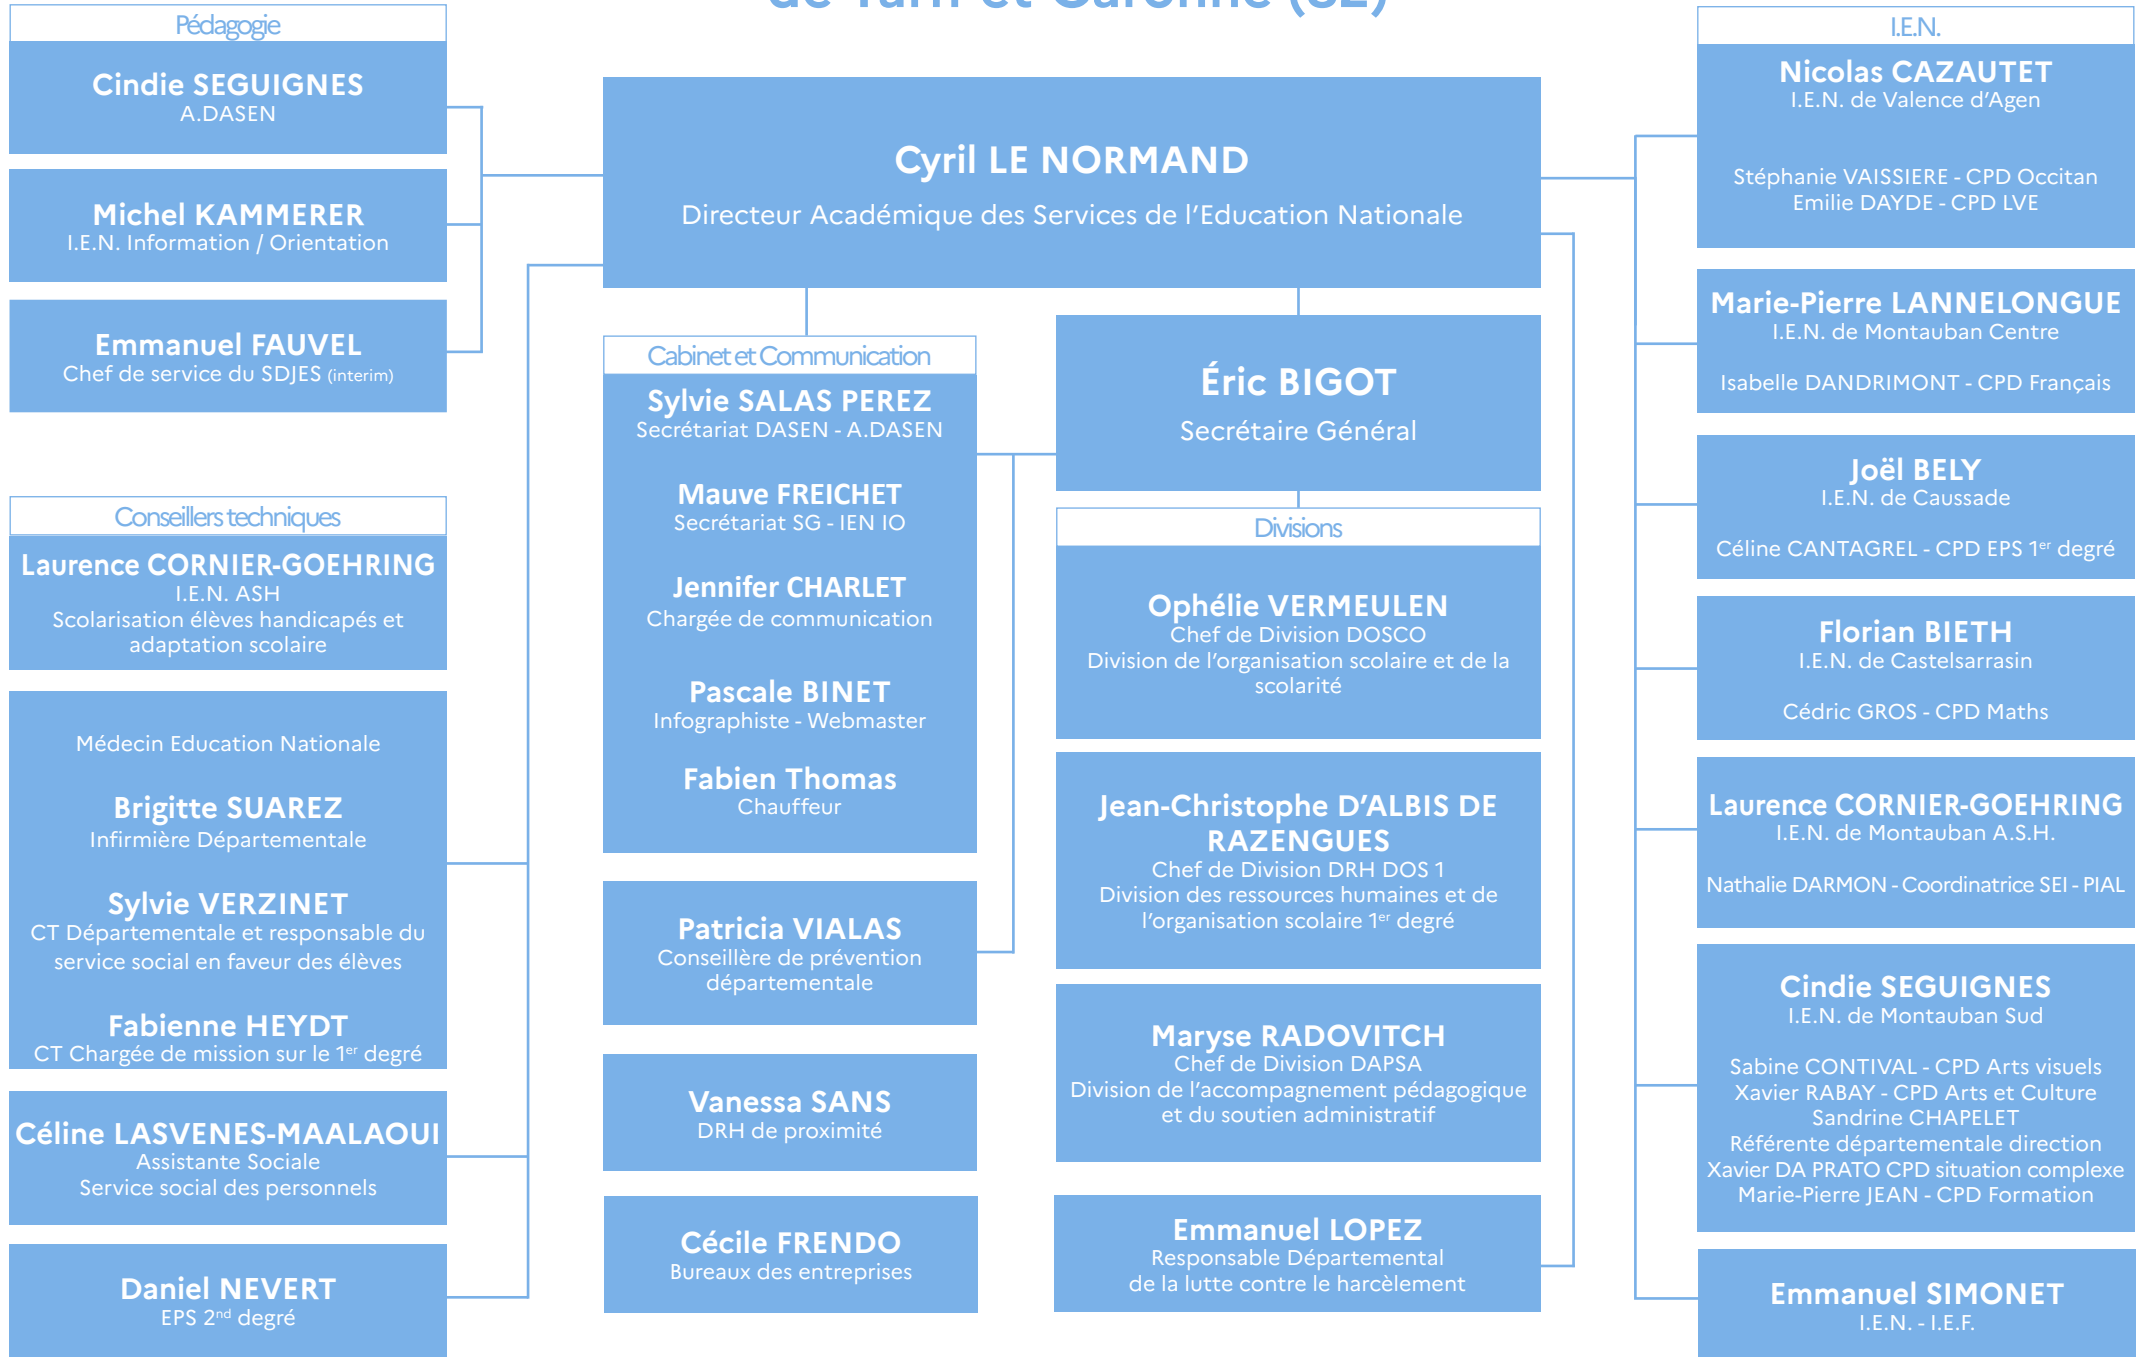 de Tarn et Garonne (82)
Pédagogie
Cindie SEGUIGNES
A.DASEN
Michel KAMMERER
I.E.N. Information / Orientation
Emmanuel FAUVEL
Chef de service du SDJES (interim)
Conseillers techniques
Laurence CORNIER-GOEHRING
I.E.N. ASH
Scolarisation élèves handicapés et
adaptation scolaire
Médecin Education Nationale
Brigitte SUAREZ
Infirmière Départementale
Sylvie VERZINET
CT Départementale et responsable du
service social en faveur des élèves
Fabienne HEYDT
CT Chargée de mission sur le 1er degré
Céline LASVENES-MAALAOUI
Assistante Sociale
Service social des personnels
Daniel NEVERT
EPS 2nd degré
Cyril LE NORMAND
Directeur Académique des Services de l’Education Nationale
Cabinet et Communication
Sylvie SALAS PEREZ
Secrétariat DASEN - A.DASEN
Mauve FREICHET
Secrétariat SG - IEN IO
Jennifer CHARLET
Chargée de communication
Pascale BINET
Infographiste - Webmaster
Fabien Thomas
Chauffeur
Patricia VIALAS
Conseillère de prévention
départementale
Vanessa SANS
DRH de proximité
Cécile FRENDO
Bureaux des entreprises
Éric BIGOT
Secrétaire Général
Divisions
Ophélie VERMEULEN
Chef de Division DOSCO
Division de l’organisation scolaire et de la
scolarité
Jean-Christophe D’ALBIS DE
RAZENGUES
Chef de Division DRH DOS 1
Division des ressources humaines et de
l’organisation scolaire 1er degré
Maryse RADOVITCH
Chef de Division DAPSA
Division de l’accompagnement pédagogique
et du soutien administratif
Emmanuel LOPEZ
Responsable Départemental
de la lutte contre le harcèlement
I.E.N.
Nicolas CAZAUTET
I.E.N. de Valence d’Agen
Stéphanie VAISSIERE - CPD Occitan
Emilie DAYDE - CPD LVE
Marie-Pierre LANNELONGUE
I.E.N. de Montauban Centre
Isabelle DANDRIMONT - CPD Français
Joël BELY
I.E.N. de Caussade
Céline CANTAGREL - CPD EPS 1er degré
Florian BIETH
I.E.N. de Castelsarrasin
Cédric GROS - CPD Maths
Laurence CORNIER-GOEHRING
I.E.N. de Montauban A.S.H.
Nathalie DARMON - Coordinatrice SEI - PIAL
Cindie SEGUIGNES
I.E.N. de Montauban Sud
Sabine CONTIVAL - CPD Arts visuels
Xavier RABAY - CPD Arts et Culture
Sandrine CHAPELET
Référente départementale direction
Xavier DA PRATO CPD situation complexe
Marie-Pierre JEAN - CPD Formation
Emmanuel SIMONET
I.E.N. - I.E.F.